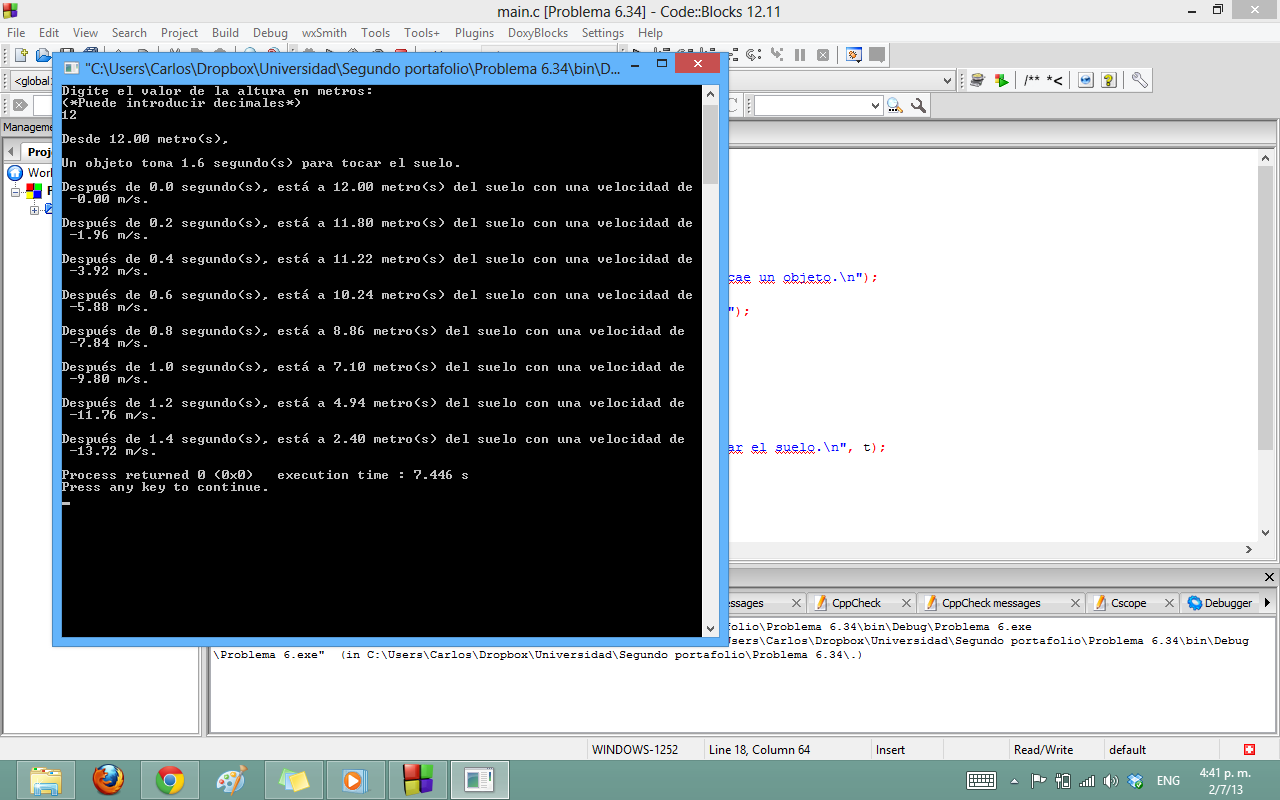 main.c [Problema 6.34] - Code::Blocks 12.11
File Edit View Search Project Build Debug wxSmith Tools Tools+ Plugins DoxyBlocks Settings Help
"C:\Users\Carlos\Dropbox\Universidad\Segundo portafolio\Problema 6.34\bin\D...
<global>
/** *<
Manageme
Proj
Work
Digite el valor de la altura en metros:
(*Puede introducir decimales*)
12
Desde 12.00 metro(s),
Un objeto toma 1.6 segundo(s) para tocar el suelo.
Después de 0.0 segundo(s), está a 12.00 metro(s) del suelo con una velocidad de
-0.00 m/s.
Después de 0.2 segundo(s), está a 11.80 metro(s) del suelo con una velocidad de
-1.96 m/s.
Después de 0.4 segundo(s), está a 11.22 metro(s) del suelo con una velocidad de
-3.92 m/s.
Después de 0.6 segundo(s), está a 10.24 metro(s) del suelo con una velocidad de
-5.88 m/s.
Después de 0.8 segundo(s), está a 8.86 metro(s) del suelo con una velocidad de
-7.84 m/s.
Después de 1.0 segundo(s), está a 7.10 metro(s) del suelo con una velocidad de
-9.80 m/s.
Después de 1.2 segundo(s), está a 4.94 metro(s) del suelo con una velocidad de
-11.76 m/s.
Después de 1.4 segundo(s), está a 2.40 metro(s) del suelo con una velocidad de
-13.72 m/s.
Process returned 0 (0x0)   execution time : 7.446 s
Press any key to continue.
cae un objeto.\n");
");
ar el suelo.\n", t);
essages CppCheck CppCheck messages Cscope Debugger
folio\Problema 6.34\bin\Debug\Problema 6.exe
sers\Carlos\Dropbox\Universidad\Segundo portafolio\Problema 6.34\bin\Debug
\Problema 6.exe"  (in C:\Users\Carlos\Dropbox\Universidad\Segundo portafolio\Problema 6.34\.)
WINDOWS-1252 Line 18, Column 64 Insert Read/Write default
ENG
4:41 p. m.
2/7/13